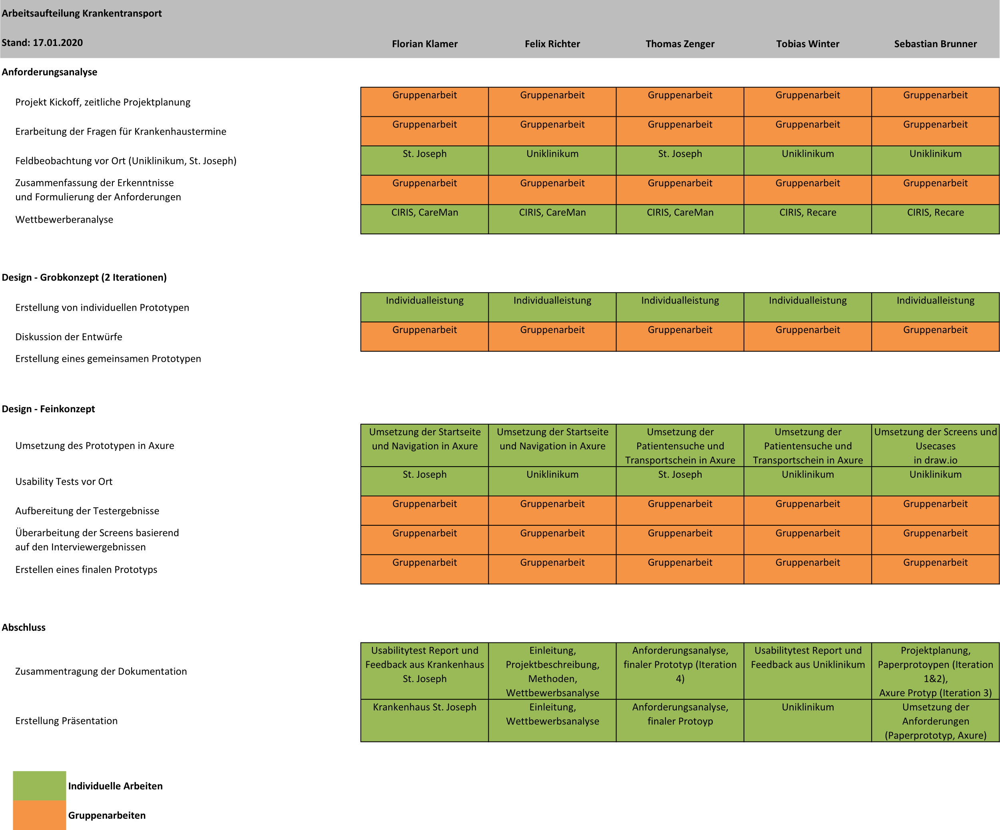 Arbeitsaufteilung Krankentransport
Stand: 17.01.2020
Florian Klamer
Felix Richter
Thomas Zenger
Tobias Winter
Sebastian Brunner
Anforderungsanalyse
Projekt Kickoff, zeitliche Projektplanung
Gruppenarbeit
Gruppenarbeit
Gruppenarbeit
Gruppenarbeit
Gruppenarbeit
Erarbeitung der Fragen für Krankenhaustermine
Gruppenarbeit
Gruppenarbeit
Gruppenarbeit
Gruppenarbeit
Gruppenarbeit
Feldbeobachtung vor Ort (Uniklinikum, St. Joseph)
St. Joseph
Uniklinikum
St. Joseph
Uniklinikum
Uniklinikum
Zusammenfassung der Erkenntnisse
und Formulierung der Anforderungen
Gruppenarbeit
Gruppenarbeit
Gruppenarbeit
Gruppenarbeit
Gruppenarbeit
Wettbewerberanalyse
CIRIS, CareMan
CIRIS, CareMan
CIRIS, CareMan
CIRIS, Recare
CIRIS, Recare
Design - Grobkonzept (2 Iterationen)
Erstellung von individuellen Prototypen
Individualleistung
Individualleistung
Individualleistung
Individualleistung
Individualleistung
Diskussion der Entwürfe
Gruppenarbeit
Gruppenarbeit
Gruppenarbeit
Gruppenarbeit
Gruppenarbeit
Erstellung eines gemeinsamen Prototypen
Design - Feinkonzept
Umsetzung des Prototypen in Axure
Umsetzung der Startseite
und Navigation in Axure
Umsetzung der Startseite
und Navigation in Axure
Umsetzung der
Patientensuche und
Transportschein in Axure
Umsetzung der
Patientensuche und
Transportschein in Axure
Umsetzung der Screens und
Usecases
in draw.io
Usability Tests vor Ort
St. Joseph
Uniklinikum
St. Joseph
Uniklinikum
Uniklinikum
Aufbereitung der Testergebnisse
Gruppenarbeit
Gruppenarbeit
Gruppenarbeit
Gruppenarbeit
Gruppenarbeit
Überarbeitung der Screens basierend
auf den Interviewergebnissen
Gruppenarbeit
Gruppenarbeit
Gruppenarbeit
Gruppenarbeit
Gruppenarbeit
Erstellen eines finalen Prototyps
Gruppenarbeit
Gruppenarbeit
Gruppenarbeit
Gruppenarbeit
Gruppenarbeit
Abschluss
Zusammentragung der Dokumentation
Usabilitytest Report und
Feedback aus Krankenhaus
St. Joseph
Einleitung,
Projektbeschreibung,
Methoden,
Wettbewerbsanalyse
Anforderungsanalyse,
finaler Prototyp (Iteration
4)
Usabilitytest Report und
Feedback aus Uniklinikum
Projektplanung,
Paperprotoypen (Iteration
1&2),
Axure Protyp (Iteration 3)
Erstellung Präsentation
Krankenhaus St. Joseph
Einleitung,
Wettbewerbsanalyse
Anforderungsanalyse,
finaler Protoyp
Uniklinikum
Umsetzung der
Anforderungen
(Paperprototyp, Axure)
Individuelle Arbeiten
Gruppenarbeiten